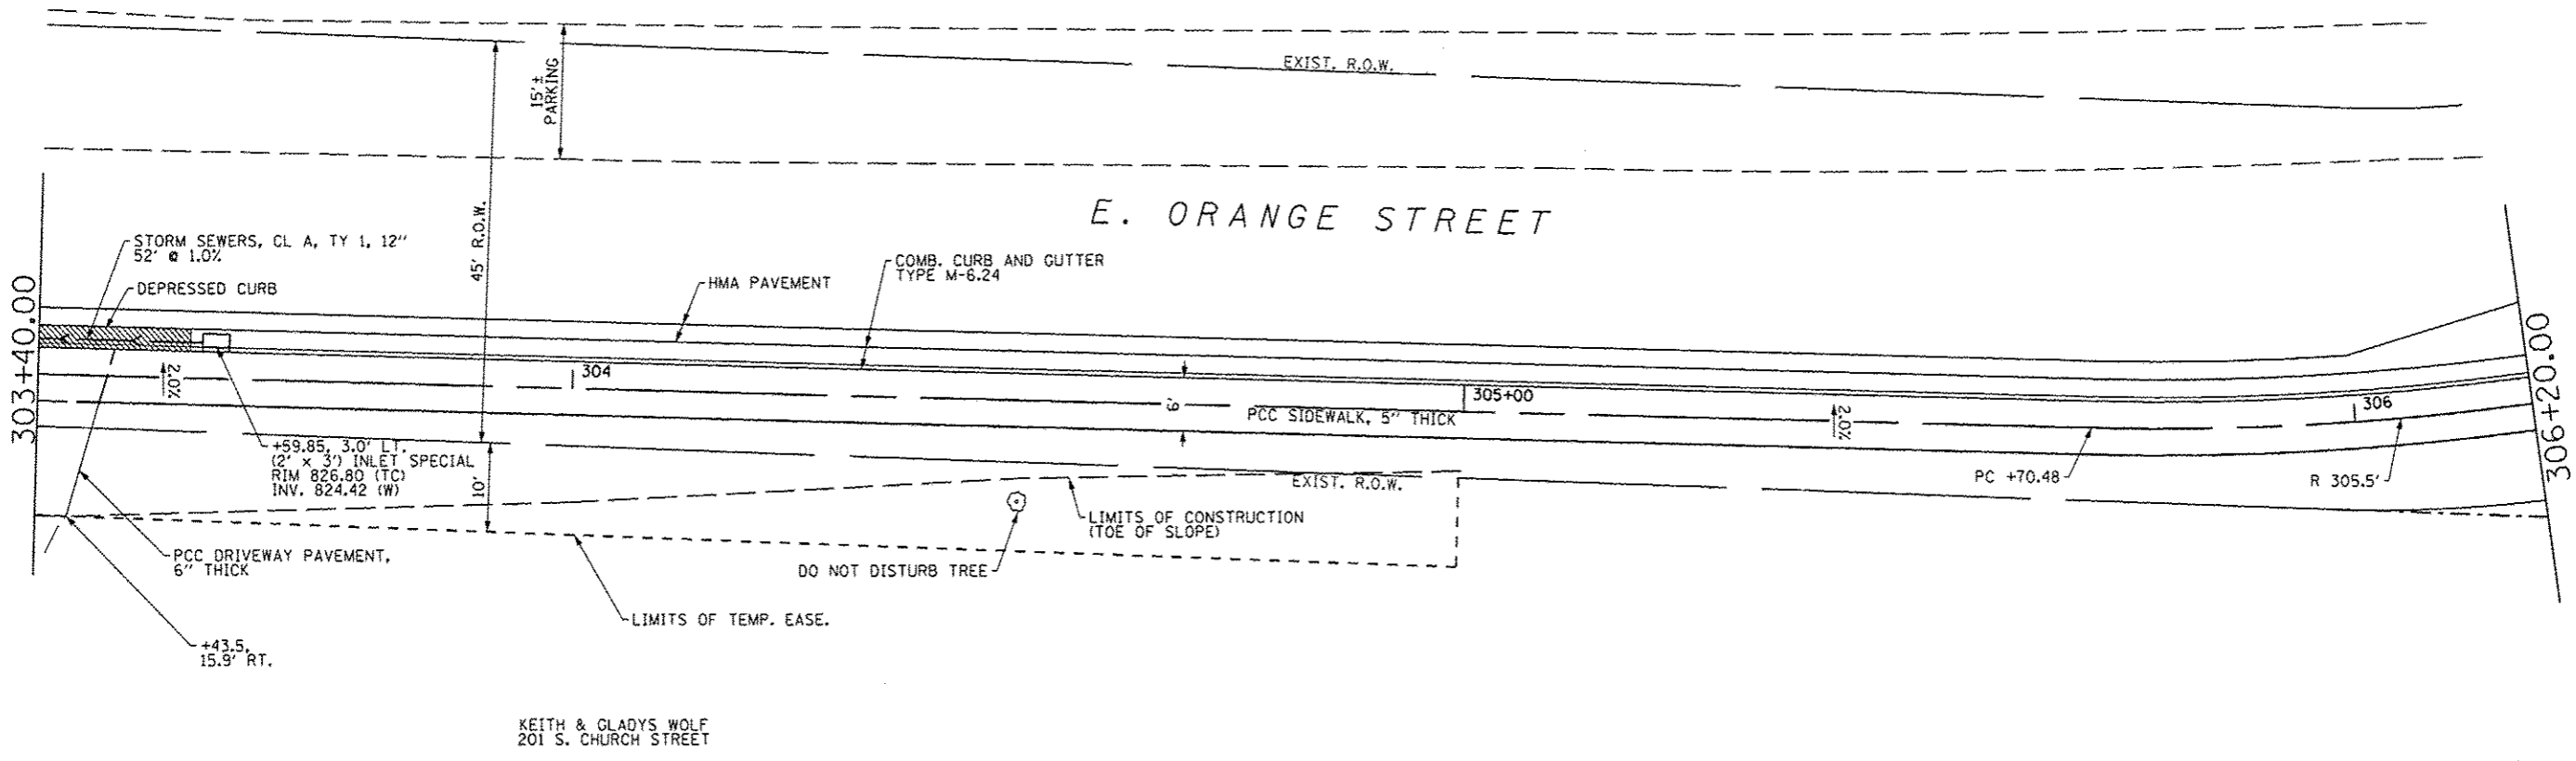 EXIST. R.O.W.
15'±
PARKING
45' R.O.W.
E. ORANGE STREET
STORM SEWERS, CL A, TY 1, 12"
52' @ 1.0%
DEPRESSED CURB
HMA PAVEMENT
COMB. CURB AND GUTTER
TYPE M-6.24
303+40.00
2.0%
304
6'
305+00
PCC SIDEWALK, 5" THICK
2.0%
306
306+20.00
+59.85, 3.0' LT.
(2' x 3') INLET SPECIAL
RIM 826.80 (TC)
INV. 824.42 (W)
10'
EXIST. R.O.W.
PC +70.48
R 305.5'
LIMITS OF CONSTRUCTION
(TOE OF SLOPE)
PCC DRIVEWAY PAVEMENT,
6" THICK
DO NOT DISTURB TREE
LIMITS OF TEMP. EASE.
+43.5,
15.9' RT.
KEITH & GLADYS WOLF
201 S. CHURCH STREET